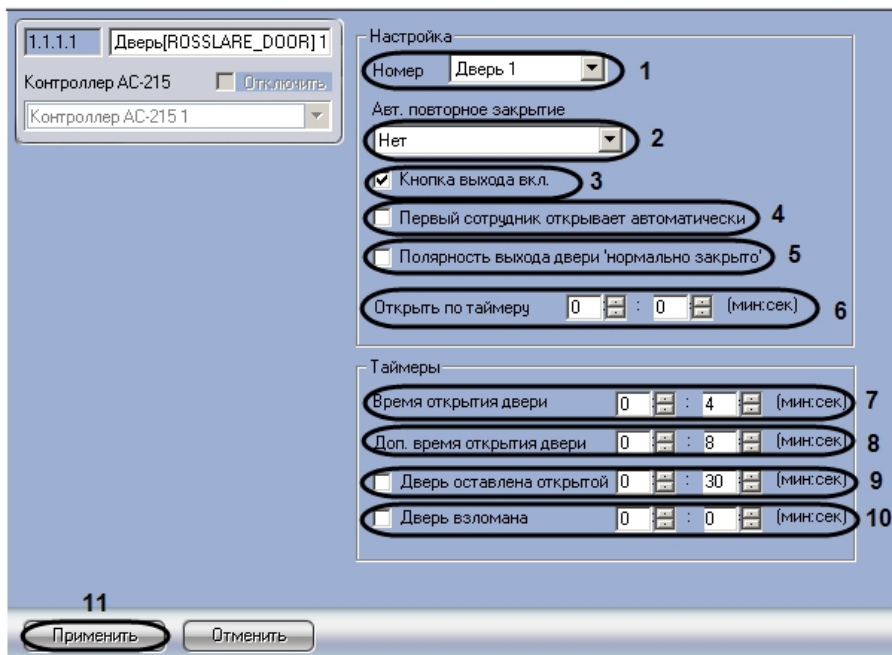 1.1.1.1 Дверь[ROSSLARE_DOOR] 1
Контроллер AC-215 Отключить
Контроллер AC-215 1
Настройка
Номер Дверь 1 1
Авт. повторное закрытие
Нет 2
Кнопка выхода вкл. 3
Первый сотрудник открывает автоматически 4
Полярность выхода двери 'нормально закрыто' 5
Открыть по таймеру 0 : 0 (мин:сек) 6
Таймеры
Время открытия двери 0 : 4 (мин:сек) 7
Доп. время открытия двери 0 : 8 (мин:сек) 8
Дверь оставлена открытой 0 : 30 (мин:сек) 9
Дверь взломана 0 : 0 (мин:сек) 10
11
Применить Отменить